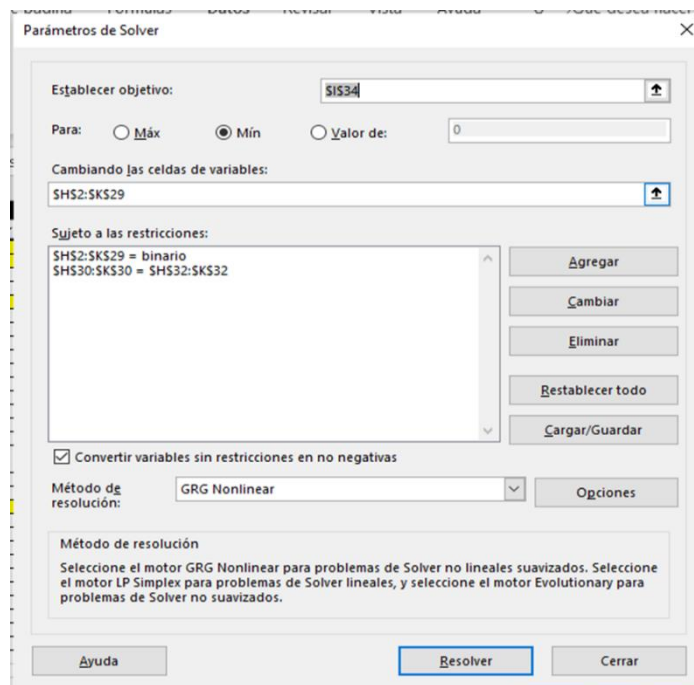 Parámetros de Solver
Establecer objetivo:
$I$34
Para:
Máx
Mín
Valor de:
0
Cambiando las celdas de variables:
$H$2:$K$29
Sujeto a las restricciones:
$H$2:$K$29 = binario
$H$30:$K$30 = $H$32:$K$32
Agregar
Cambiar
Eliminar
Restablecer todo
Cargar/Guardar
Convertir variables sin restricciones en no negativas
Método de
resolución:
GRG Nonlinear
Opciones
Método de resolución
Seleccione el motor GRG Nonlinear para problemas de Solver no lineales suavizados. Seleccione
el motor LP Simplex para problemas de Solver lineales, y seleccione el motor Evolutionary para
problemas de Solver no suavizados.
Ayuda
Resolver
Cerrar